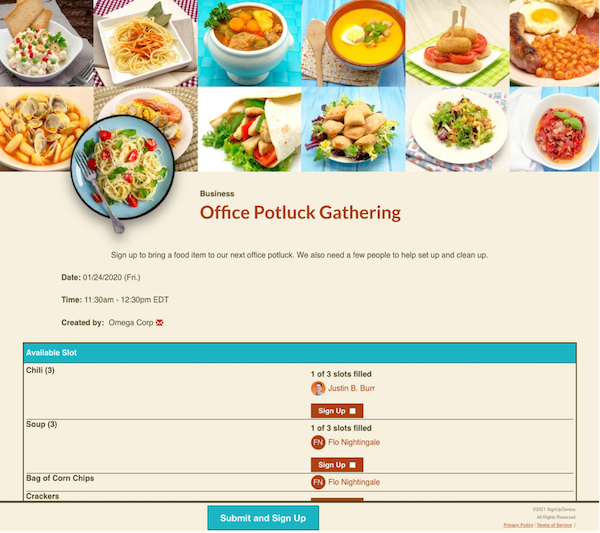 Business
Office Potluck Gathering
Sign up to bring a food item to our next office potluck. We also need a few people to help set up and clean up.
Date: 01/24/2020 (Fri.)
Time: 11:30am - 12:30pm EDT
Created by: Omega Corp
Available Slot
Chili (3)
1 of 3 slots filled
Justin B. Burr
Sign Up
Soup (3)
1 of 3 slots filled
FN Flo Nightingale
Sign Up
Bag of Corn Chips
FN Flo Nightingale
Crackers
Submit and Sign Up
©2021 SignUpGenius.
All Rights Reserved.
Privacy Policy | Terms of Service |